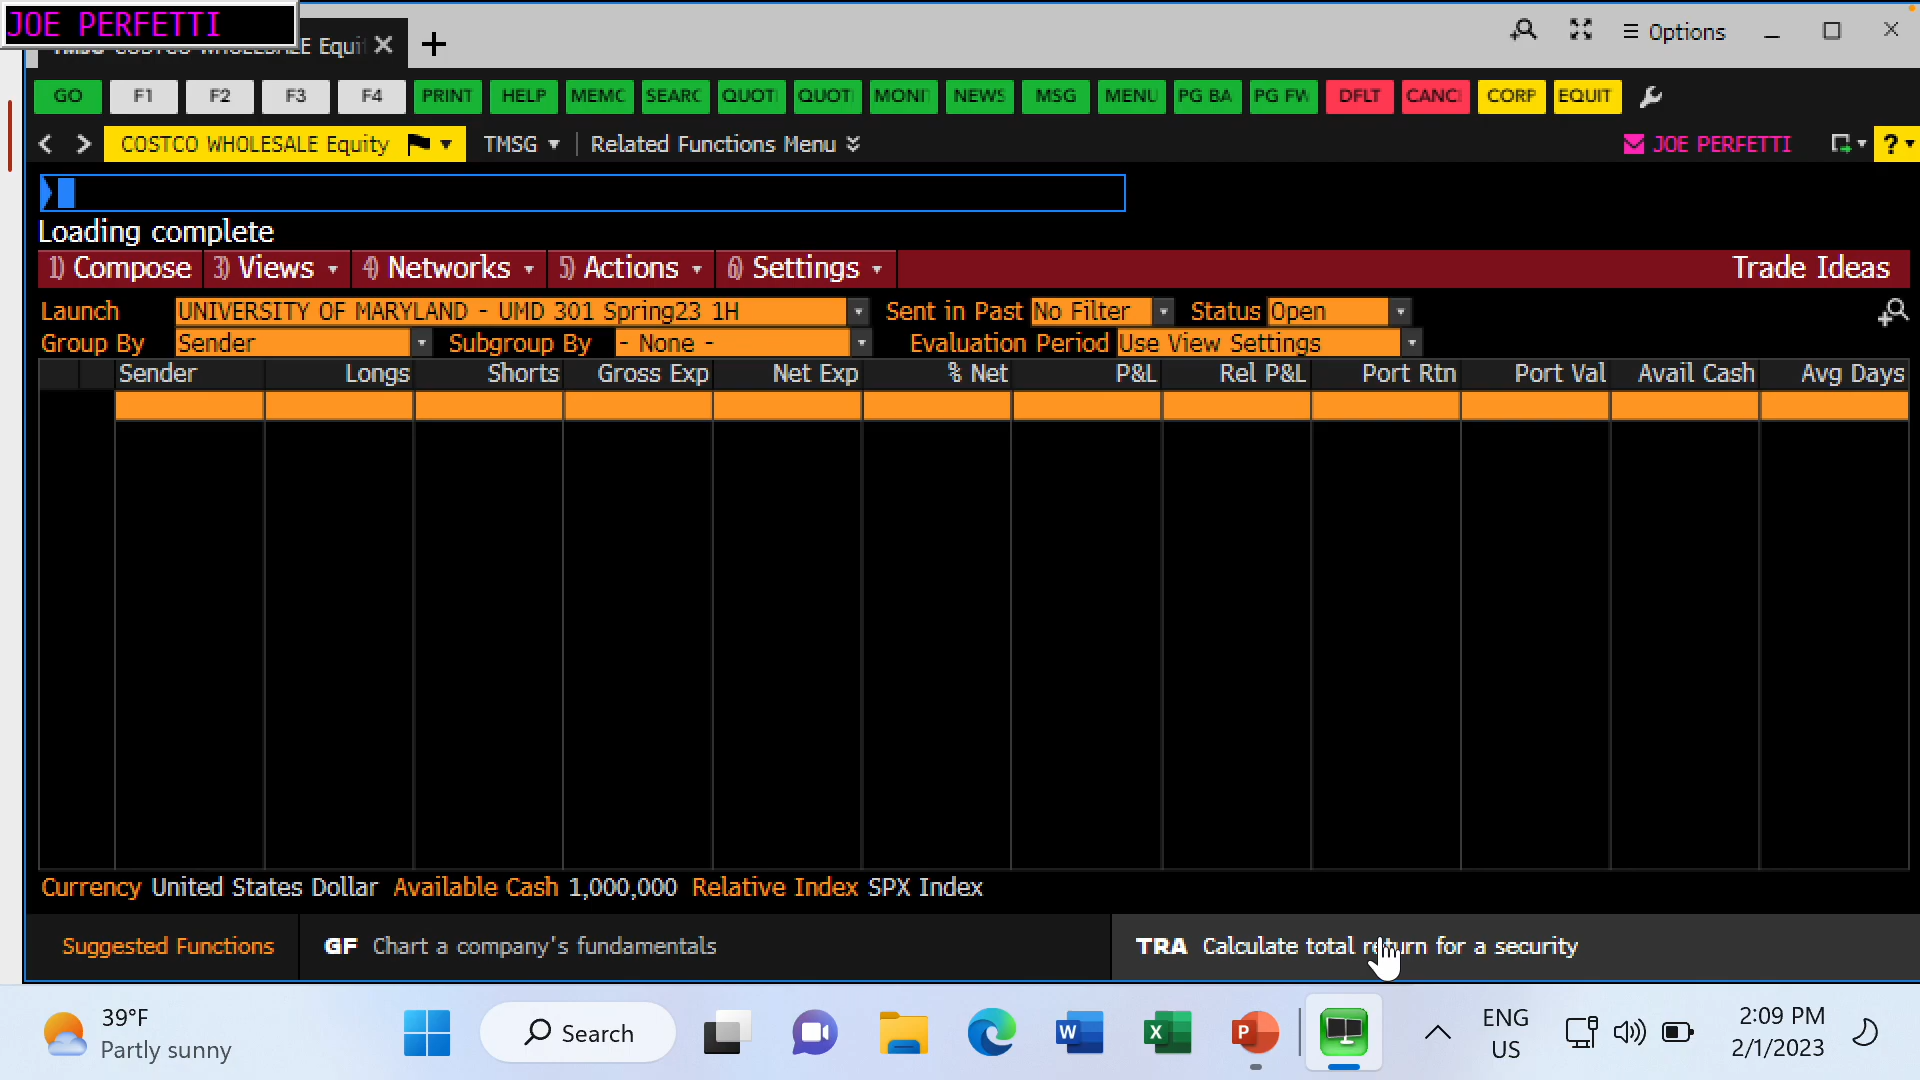 JOE PERFETTI
Equi
Options
GO F1 F2 F3 F4 PRINT HELP MEMC SEARC QUOT QUOT MONI NEWS MSG MENU PG BA PG FW DFLT CANC CORP EQUIT
COSTCO WHOLESALE Equity TMSG Related Functions Menu JOE PERFETTI ?
Loading complete
1) Compose 3) Views 4) Networks 5) Actions 6) Settings Trade Ideas
Launch UNIVERSITY OF MARYLAND - UMD 301 Spring23 1H Sent in Past No Filter Status Open
Group By Sender Subgroup By - None - Evaluation Period Use View Settings
Sender Longs Shorts Gross Exp Net Exp % Net P&L Rel P&L Port Rtn Port Val Avail Cash Avg Days
Currency United States Dollar Available Cash 1,000,000 Relative Index SPX Index
Suggested Functions GF Chart a company's fundamentals TRA Calculate total return for a security
39°F
Partly sunny
Search
W X P
ENG
US
2:09 PM
2/1/2023